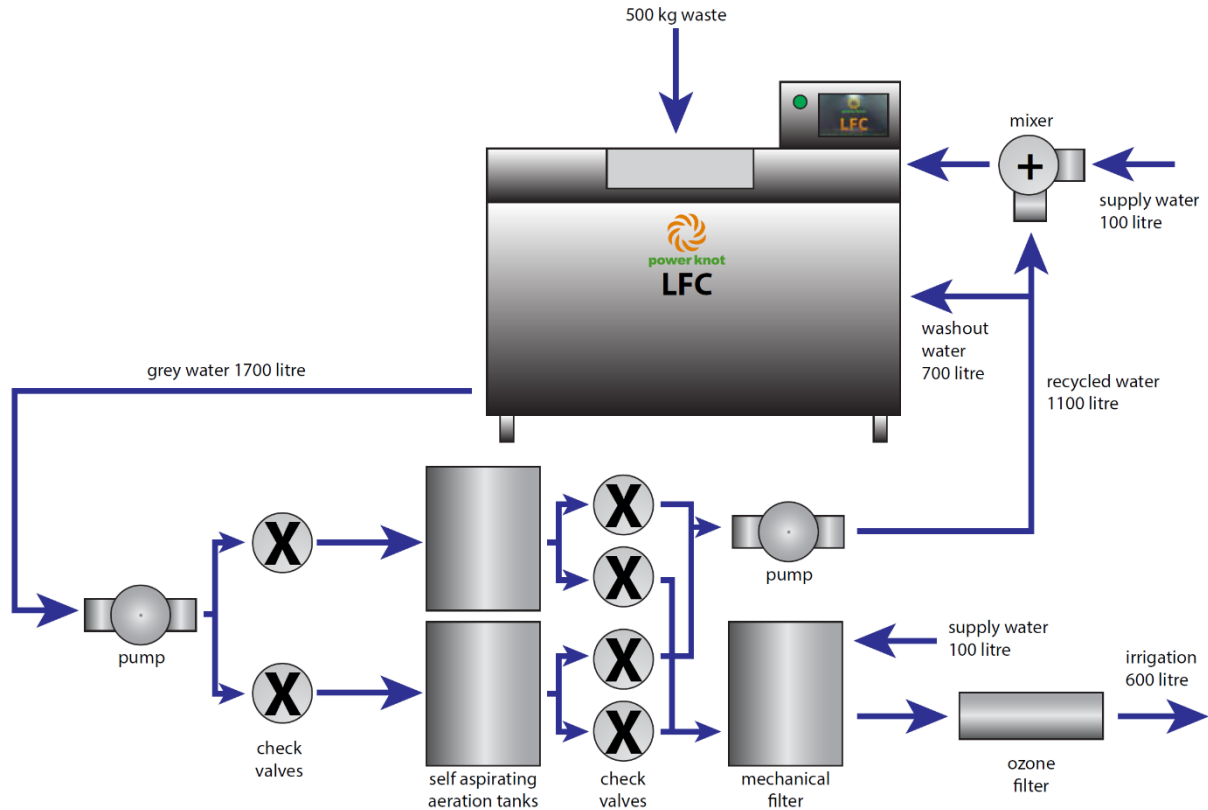 500 kg waste
power knot
LFC
mixer
supply water
100 litre
power knot
LFC
washout
water
700 litre
recycled water
1100 litre
grey water 1700 litre
X
X
X
X
X
X
pump
pump
supply water
100 litre
irrigation
600 litre
check
valves
self aspirating
aeration tanks
check
valves
mechanical
filter
ozone
filter